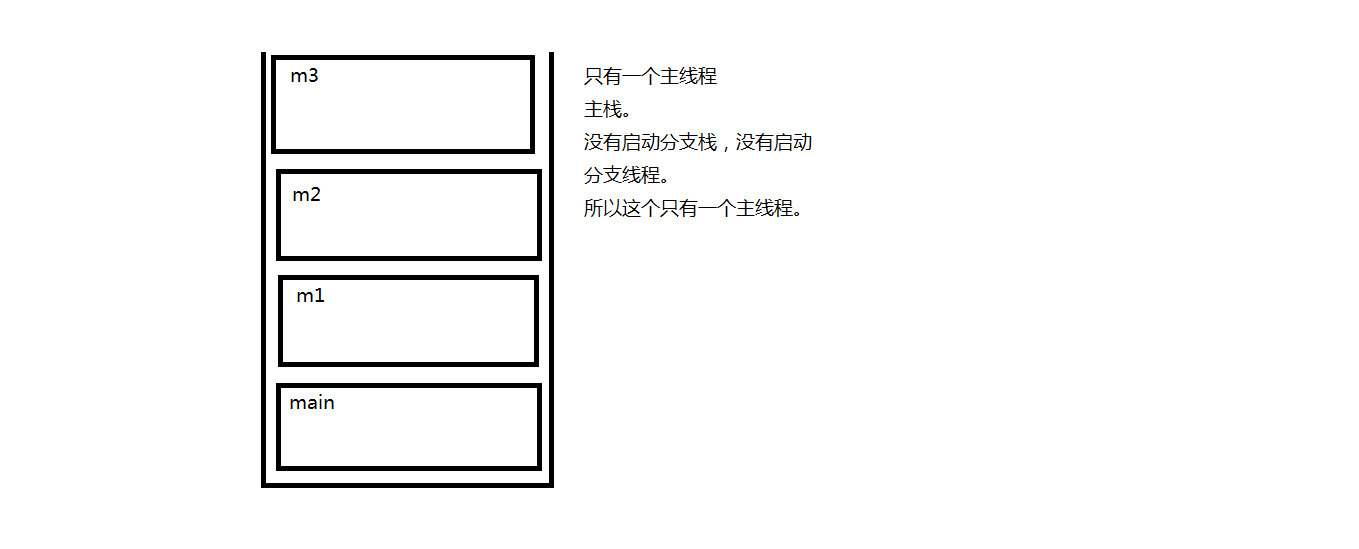 m3
m2
m1
main
只有一个主线程
主栈。
没有启动分支栈，没有启动
分支线程。
所以这个只有一个主线程。